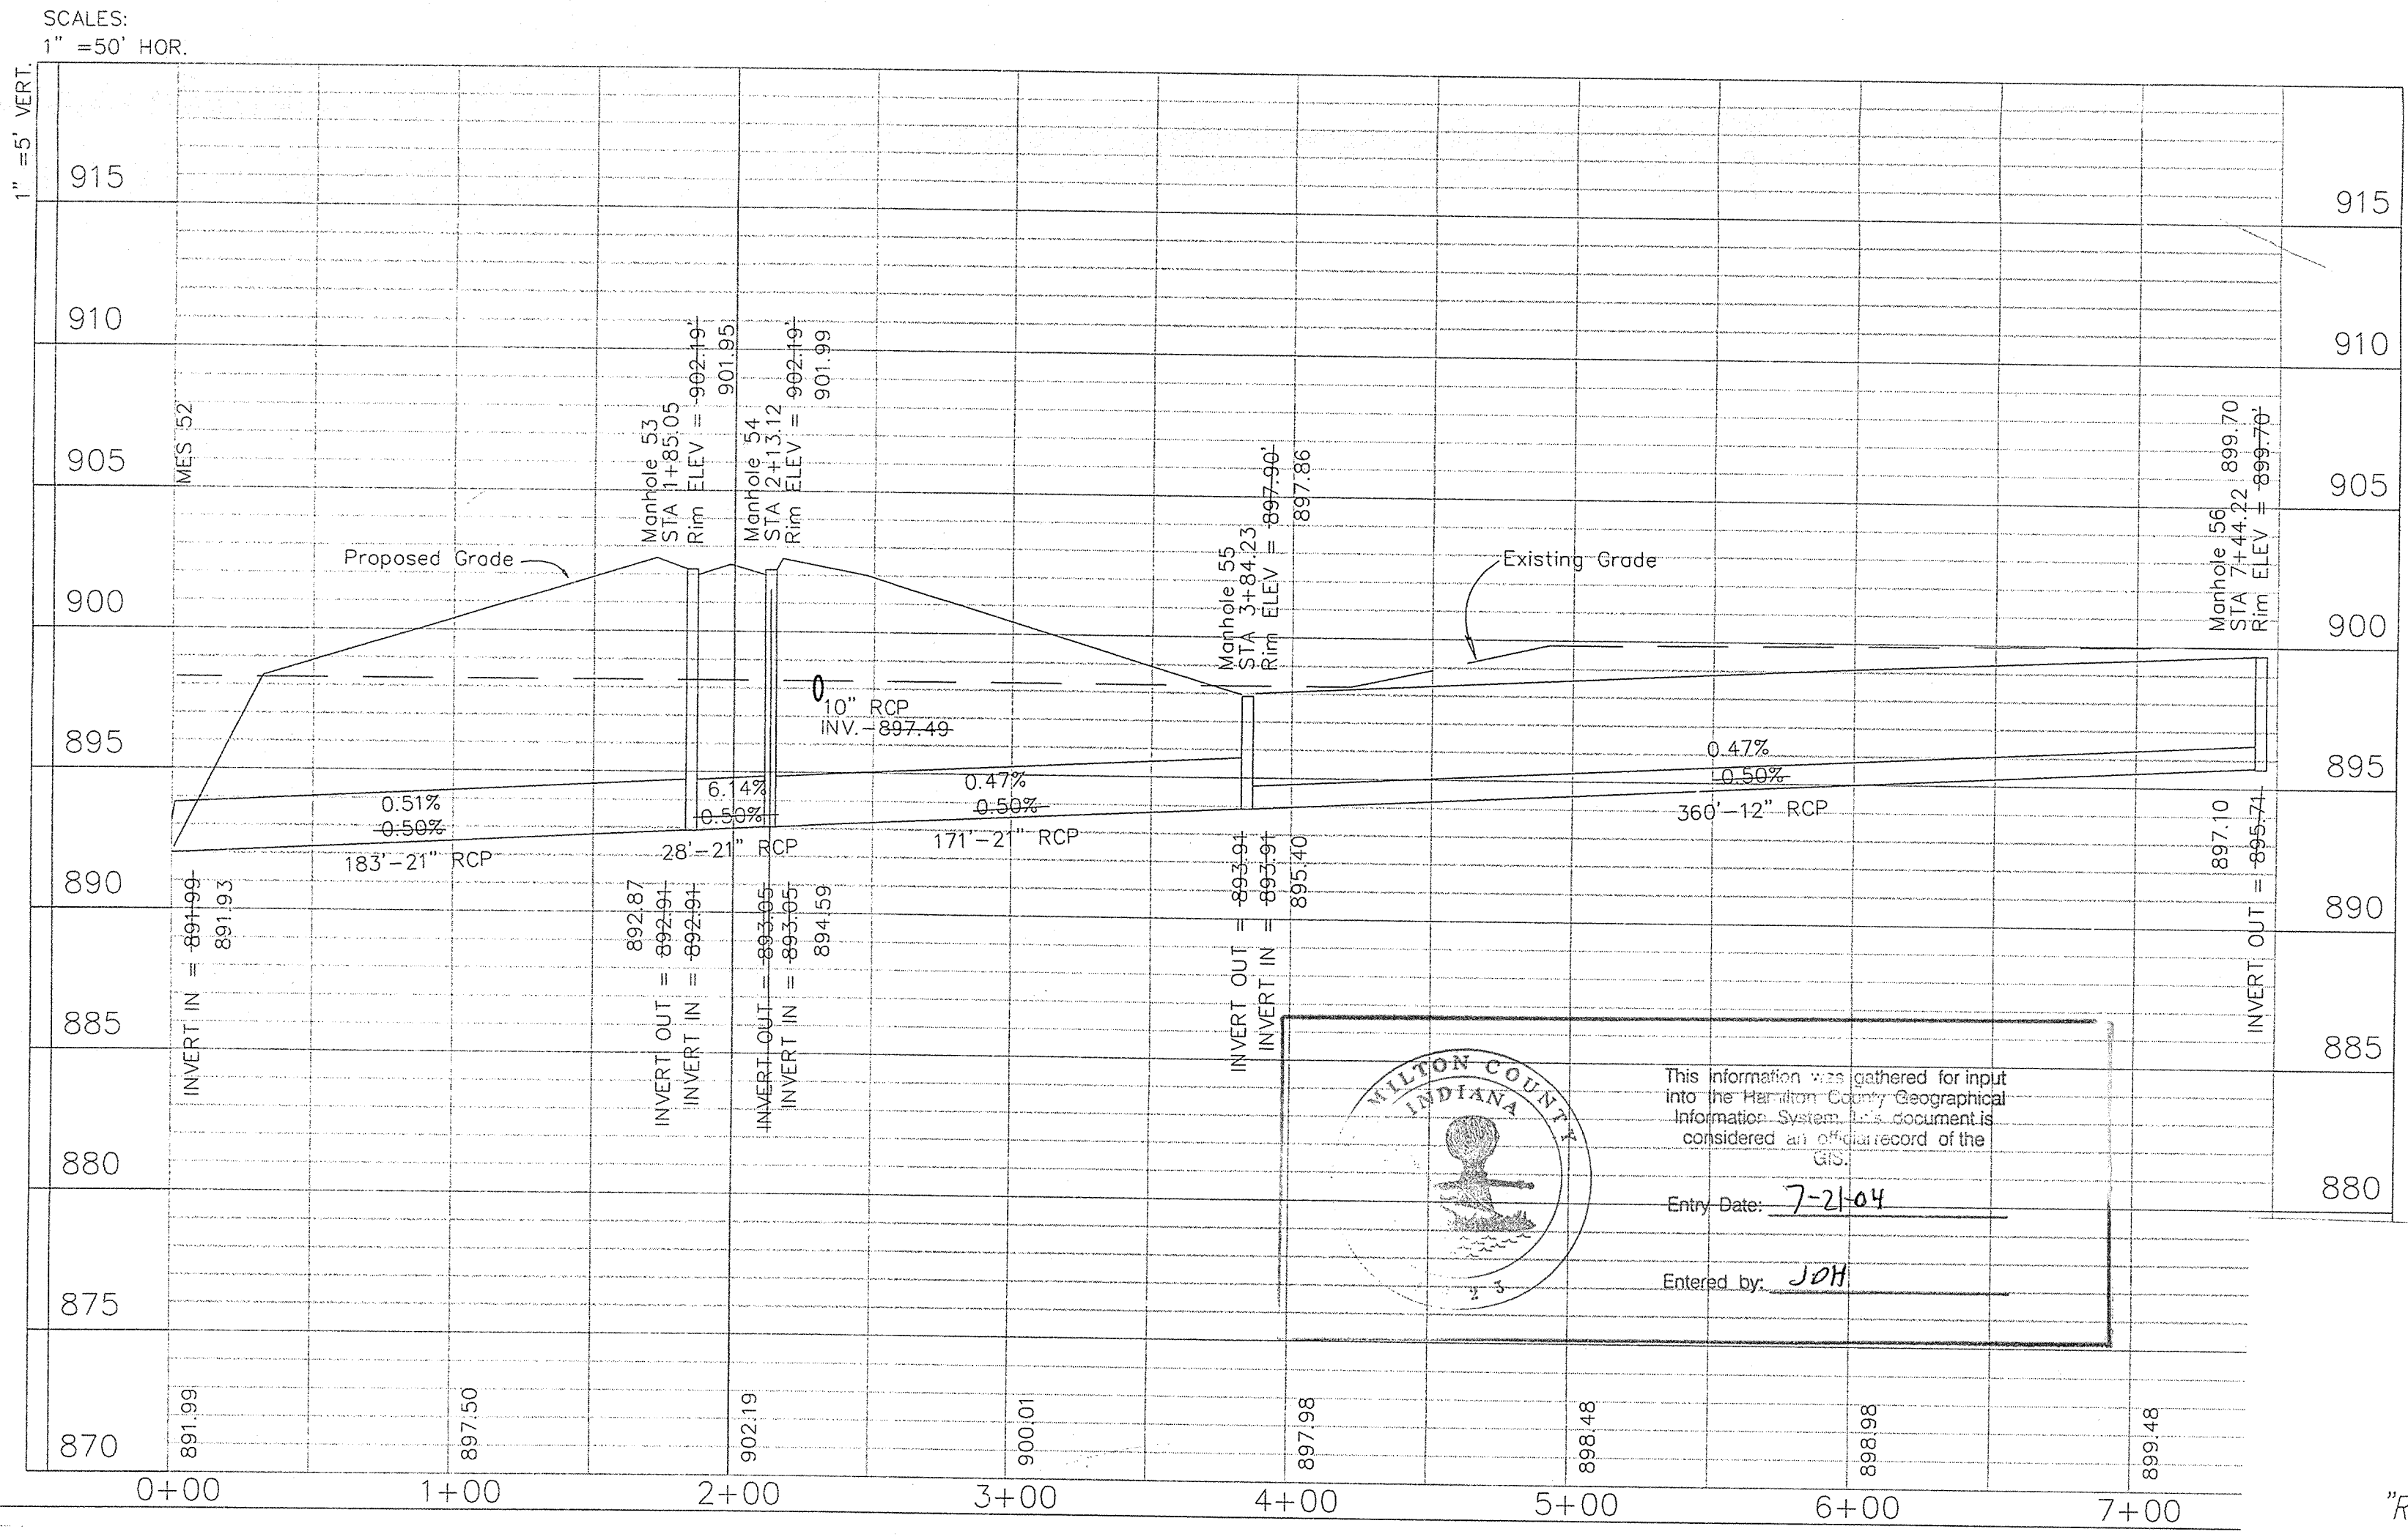 SCALES:
1" =50' HOR.
1" =5' VERT.
915
910
905
900
895
890
885
880
875
870
915
910
905
900
895
890
885
880
MES 52
Manhole 53
STA 1+85.05
Rim ELEV = 902.19'
901.95
Manhole 54
STA 2+13.12
Rim ELEV = 902.19'
901.99
Manhole 55
STA 3+84.23
Rim ELEV = 897.90'
897.86
Manhole 56
STA 7+44.22
899.70
Rim ELEV = 899.70'
Proposed Grade
Existing Grade
10" RCP
INV.-897.49
0.51%
0.50%
183'-21" RCP
6.14%
0.50%
28'-21" RCP
0.47%
0.50%
171'-21" RCP
0.47%
0.50%
360'-12" RCP
INVERT IN = 891.99
891.93
892.87
INVERT OUT = 892.91
INVERT IN = 892.91
INVERT OUT = 893.05
INVERT IN = 893.05
894.59
INVERT OUT = 893.91
INVERT IN = 893.91
895.40
897.10
INVERT OUT = 895.71
MILTON COUNTY
INDIANA
23
This information was gathered for input
into the Hamilton County Geographical
Information System. This document is
considered an official record of the
GIS.
Entry Date: 7-21-04
Entered by: JDH
891.99
897.50
902.19
900.01
897.98
898.48
898.98
899.48
0+00
1+00
2+00
3+00
4+00
5+00
6+00
7+00
"R